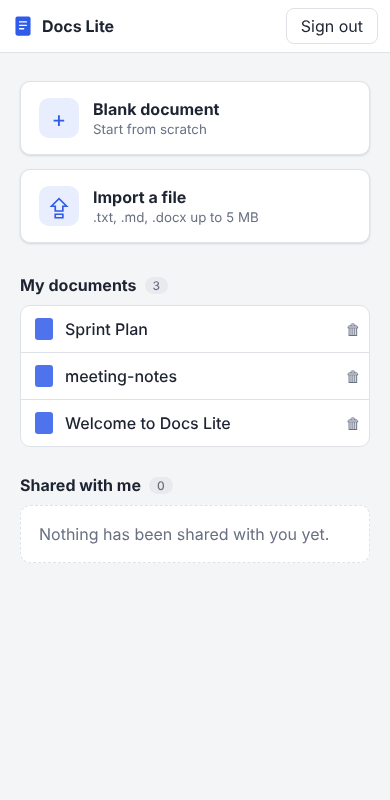 Docs Lite
Sign out
Blank document
Start from scratch
Import a file
.txt, .md, .docx up to 5 MB
My documents 3
Sprint Plan
meeting-notes
Welcome to Docs Lite
Shared with me 0
Nothing has been shared with you yet.